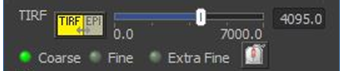 TIRF TIRF EPI 4095.0
0.0 7000.0
Coarse Fine Extra Fine